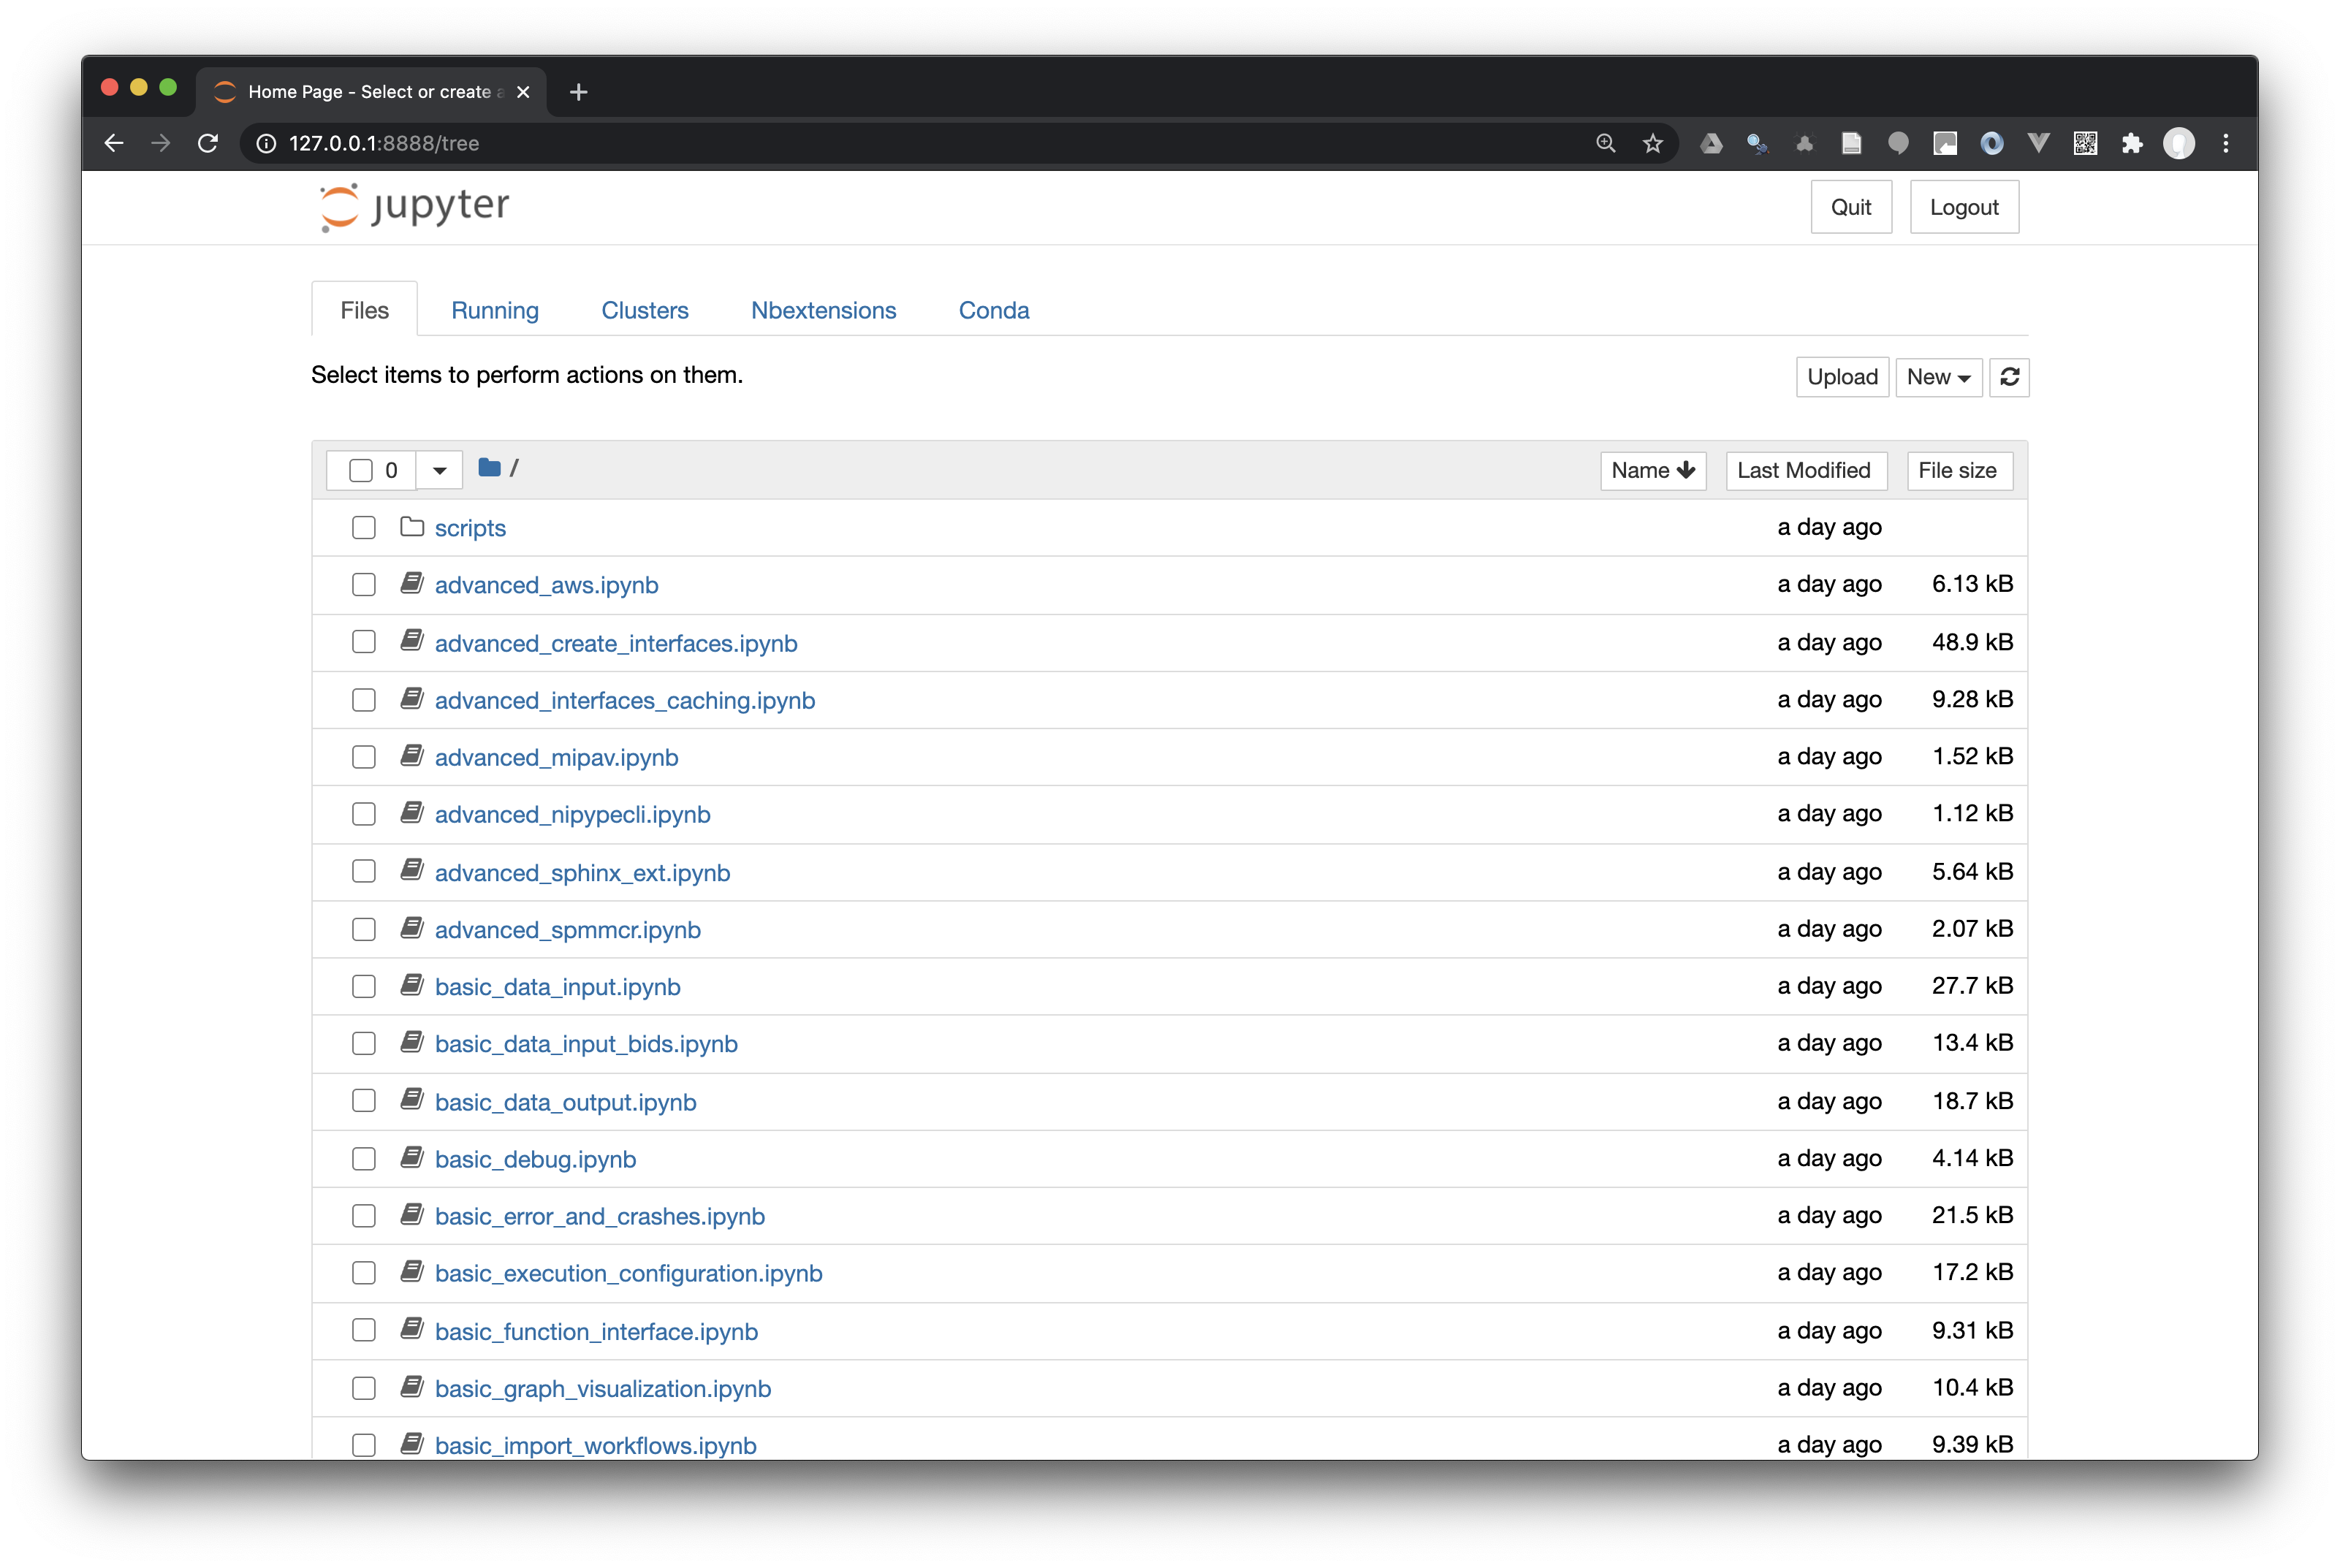 Home Page - Select or create a
127.0.0.1:8888/tree
jupyter
Quit Logout
Files Running Clusters Nbextensions Conda
Select items to perform actions on them.
Upload New
0 / Name Last Modified File size
scripts a day ago
advanced_aws.ipynb a day ago 6.13 kB
advanced_create_interfaces.ipynb a day ago 48.9 kB
advanced_interfaces_caching.ipynb a day ago 9.28 kB
advanced_mipav.ipynb a day ago 1.52 kB
advanced_nipypecli.ipynb a day ago 1.12 kB
advanced_sphinx_ext.ipynb a day ago 5.64 kB
advanced_spmmcr.ipynb a day ago 2.07 kB
basic_data_input.ipynb a day ago 27.7 kB
basic_data_input_bids.ipynb a day ago 13.4 kB
basic_data_output.ipynb a day ago 18.7 kB
basic_debug.ipynb a day ago 4.14 kB
basic_error_and_crashes.ipynb a day ago 21.5 kB
basic_execution_configuration.ipynb a day ago 17.2 kB
basic_function_interface.ipynb a day ago 9.31 kB
basic_graph_visualization.ipynb a day ago 10.4 kB
basic_import_workflows.ipynb a day ago 9.39 kB